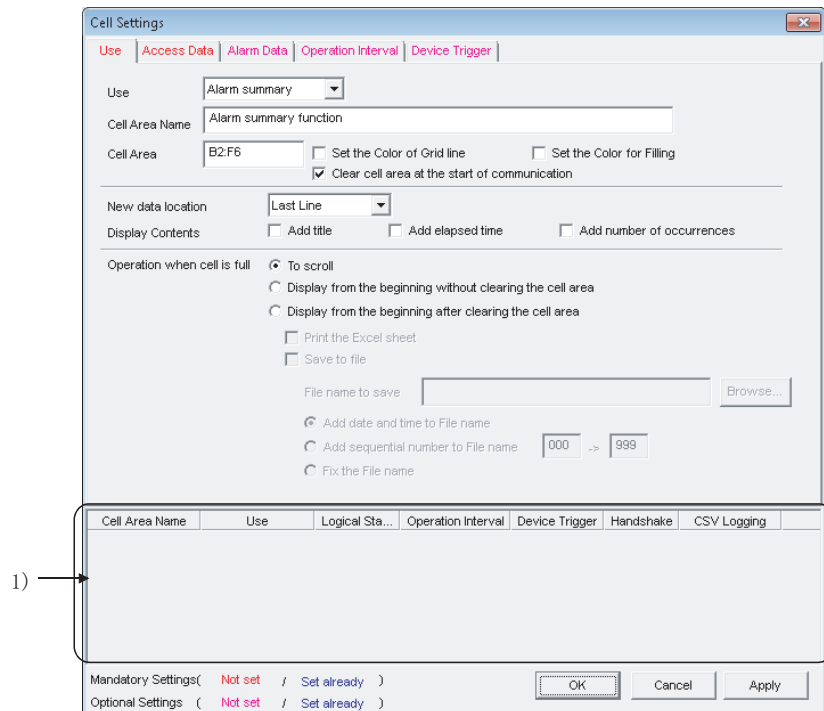 Cell Settings
Use Access Data Alarm Data Operation Interval Device Trigger
Use Alarm summary
Cell Area Name Alarm summary function
Cell Area B2:F6 Set the Color of Grid line Set the Color for Filling
Clear cell area at the start of communication
New data location Last Line
Display Contents Add title Add elapsed time Add number of occurrences
Operation when cell is full To scroll
Display from the beginning without clearing the cell area
Display from the beginning after clearing the cell area
Print the Excel sheet
Save to file
File name to save Browse...
Add date and time to File name
Add sequential number to File name 000 -> 999
Fix the File name
Cell Area Name Use Logical Sta... Operation Interval Device Trigger Handshake CSV Logging
1)
Mandatory Settings( Not set / Set already ) OK Cancel Apply
Optional Settings ( Not set / Set already )